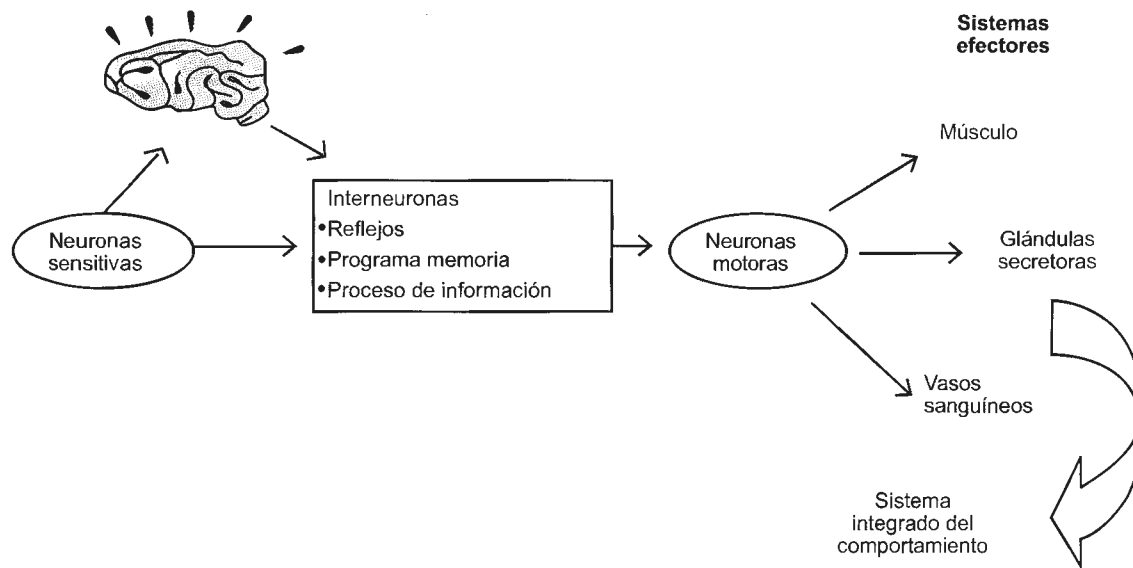 Sistemas
efectores
Músculo
Interneuronas
•Reflejos
•Programa memoria
•Proceso de información
Neuronas
sensitivas
Neuronas
motoras
Glándulas
secretoras
Vasos
sanguíneos
Sistema
integrado del
comportamiento